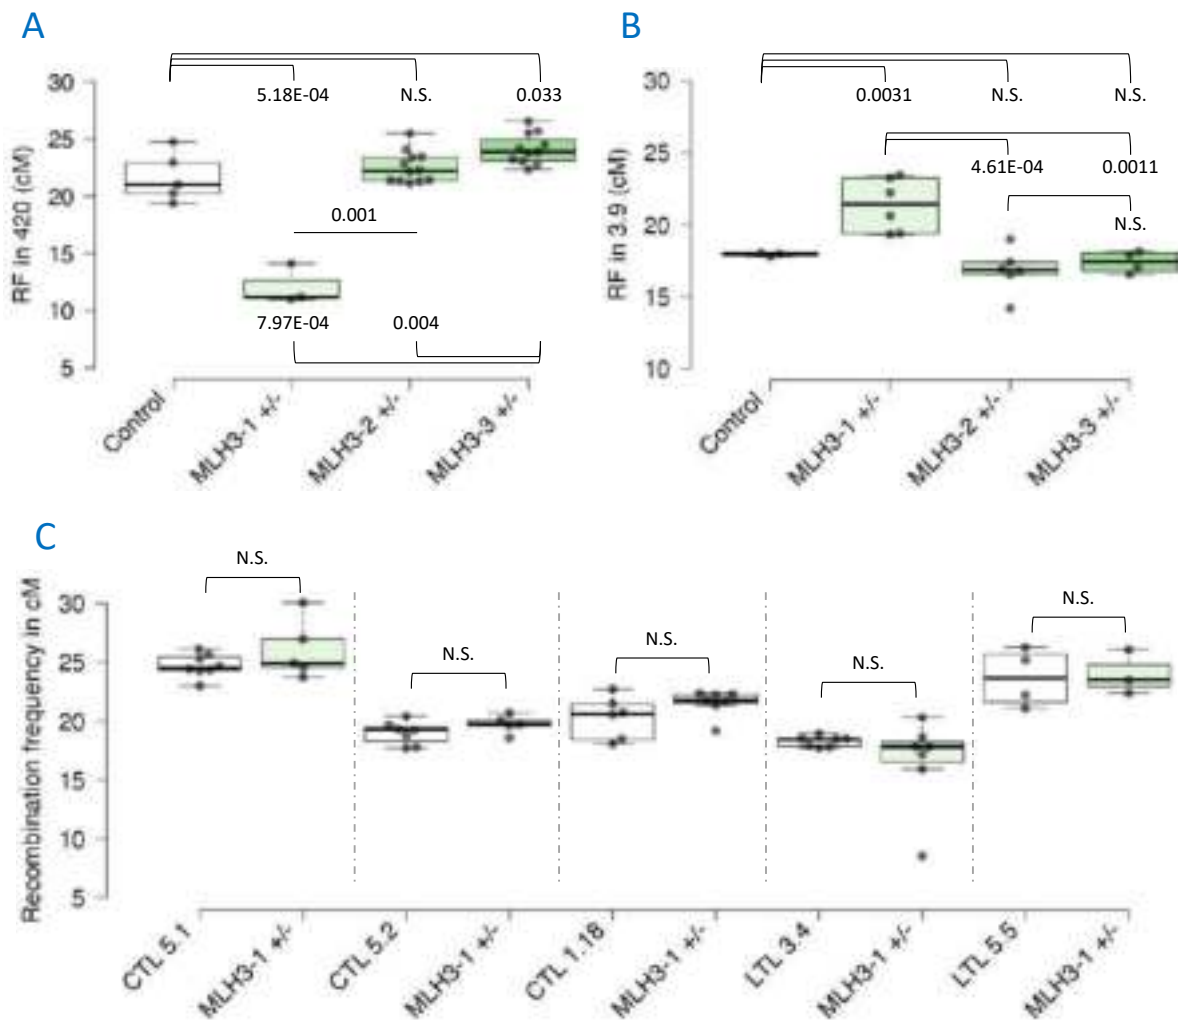 A
RF in 420 (cM)
30
25
20
15
10
5
5.18E-04
N.S.
0.033
0.001
7.97E-04
0.004
Control
MLH3-1 +/-
MLH3-2 +/-
MLH3-3 +/-
B
RF in 3.9 (cM)
30
25
20
15
10
0.0031
N.S.
N.S.
4.61E-04
0.0011
N.S.
Control
MLH3-1 +/-
MLH3-2 +/-
MLH3-3 +/-
C
Recombination frequency in cM
30
25
20
15
10
5
N.S.
N.S.
N.S.
N.S.
N.S.
CTL 5.1
MLH3-1 +/-
CTL 5.2
MLH3-1 +/-
CTL 1.18
MLH3-1 +/-
LTL 3.4
MLH3-1 +/-
LTL 5.5
MLH3-1 +/-